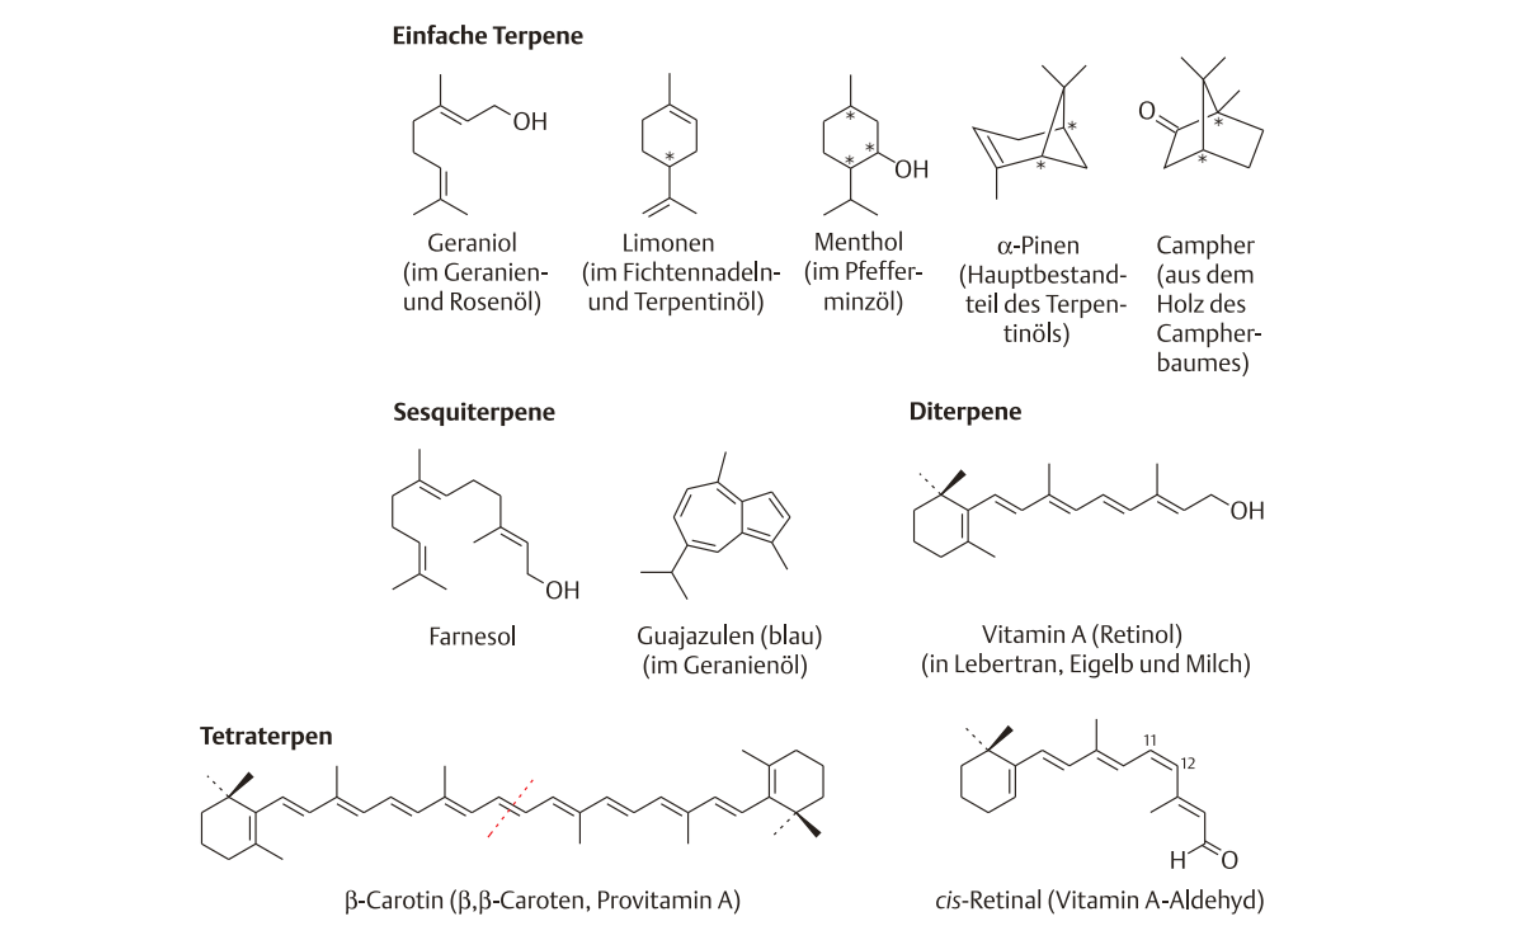 Einfache Terpene
OH
*
*
*
*
OH
*
*
O
*
*
Geraniol
(im Geranien-
und Rosenöl)
Limonen
(im Fichtennadeln-
und Terpentinöl)
Menthol
(im Pfeffer-
minzöl)
α-Pinen
(Hauptbestand-
teil des Terpen-
tinöls)
Campher
(aus dem
Holz des
Campher-
baumes)
Sesquiterpene
OH
Farnesol
Guajazulen (blau)
(im Geranienöl)
Diterpene
OH
Vitamin A (Retinol)
(in Lebertran, Eigelb und Milch)
Tetraterpen
β-Carotin (β,β-Caroten, Provitamin A)
11
12
H
O
cis-Retinal (Vitamin A-Aldehyd)